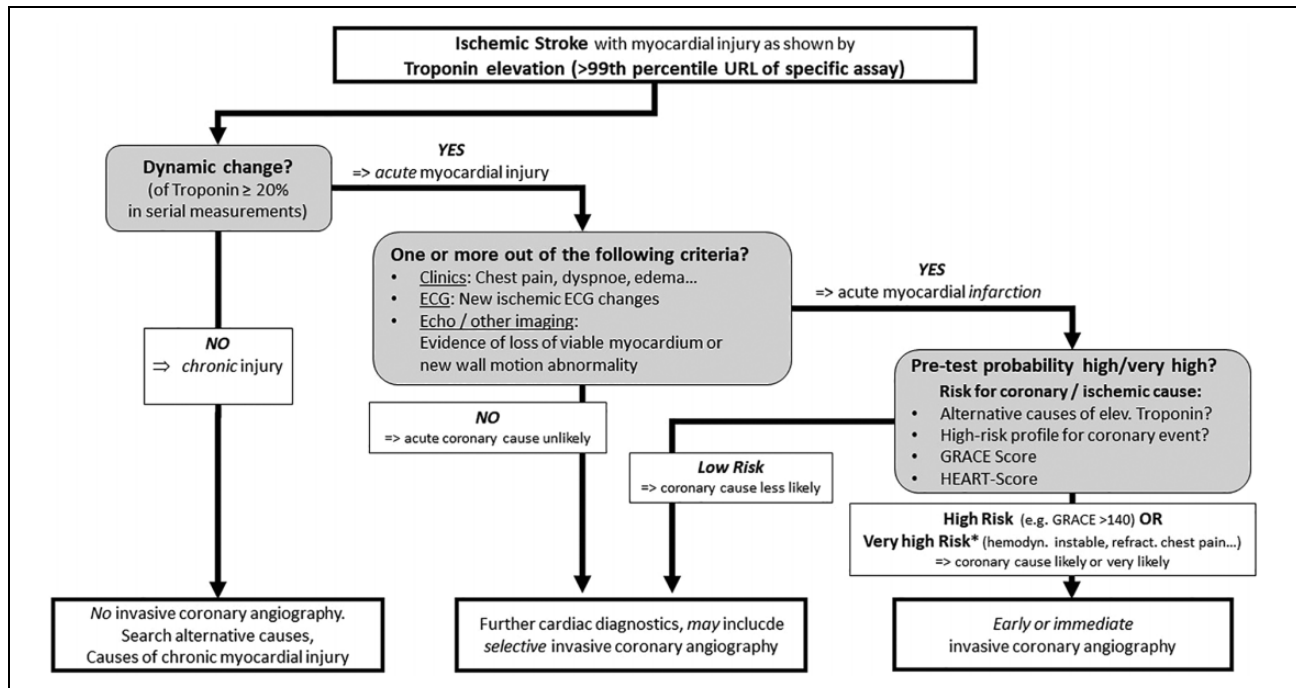 Ischemic Stroke with myocardial injury as shown by
Troponin elevation (>99th percentile URL of specific assay)
Dynamic change?
(of Troponin ≥ 20%
in serial measurements)
YES
=> acute myocardial injury
One or more out of the following criteria?
• Clinics: Chest pain, dyspnoe, edema...
• ECG: New ischemic ECG changes
• Echo / other imaging:
Evidence of loss of viable myocardium or
new wall motion abnormality
YES
=> acute myocardial infarction
NO
⇒ chronic injury
Pre-test probability high/very high?
Risk for coronary / ischemic cause:
• Alternative causes of elev. Troponin?
• High-risk profile for coronary event?
• GRACE Score
• HEART-Score
NO
=> acute coronary cause unlikely
Low Risk
=> coronary cause less likely
High Risk (e.g. GRACE >140) OR
Very high Risk* (hemodyn. instable, refract. chest pain...)
=> coronary cause likely or very likely
No invasive coronary angiography.
Search alternative causes,
Causes of chronic myocardial injury
Further cardiac diagnostics, may inclucde
selective invasive coronary angiography
Early or immediate
invasive coronary angiography